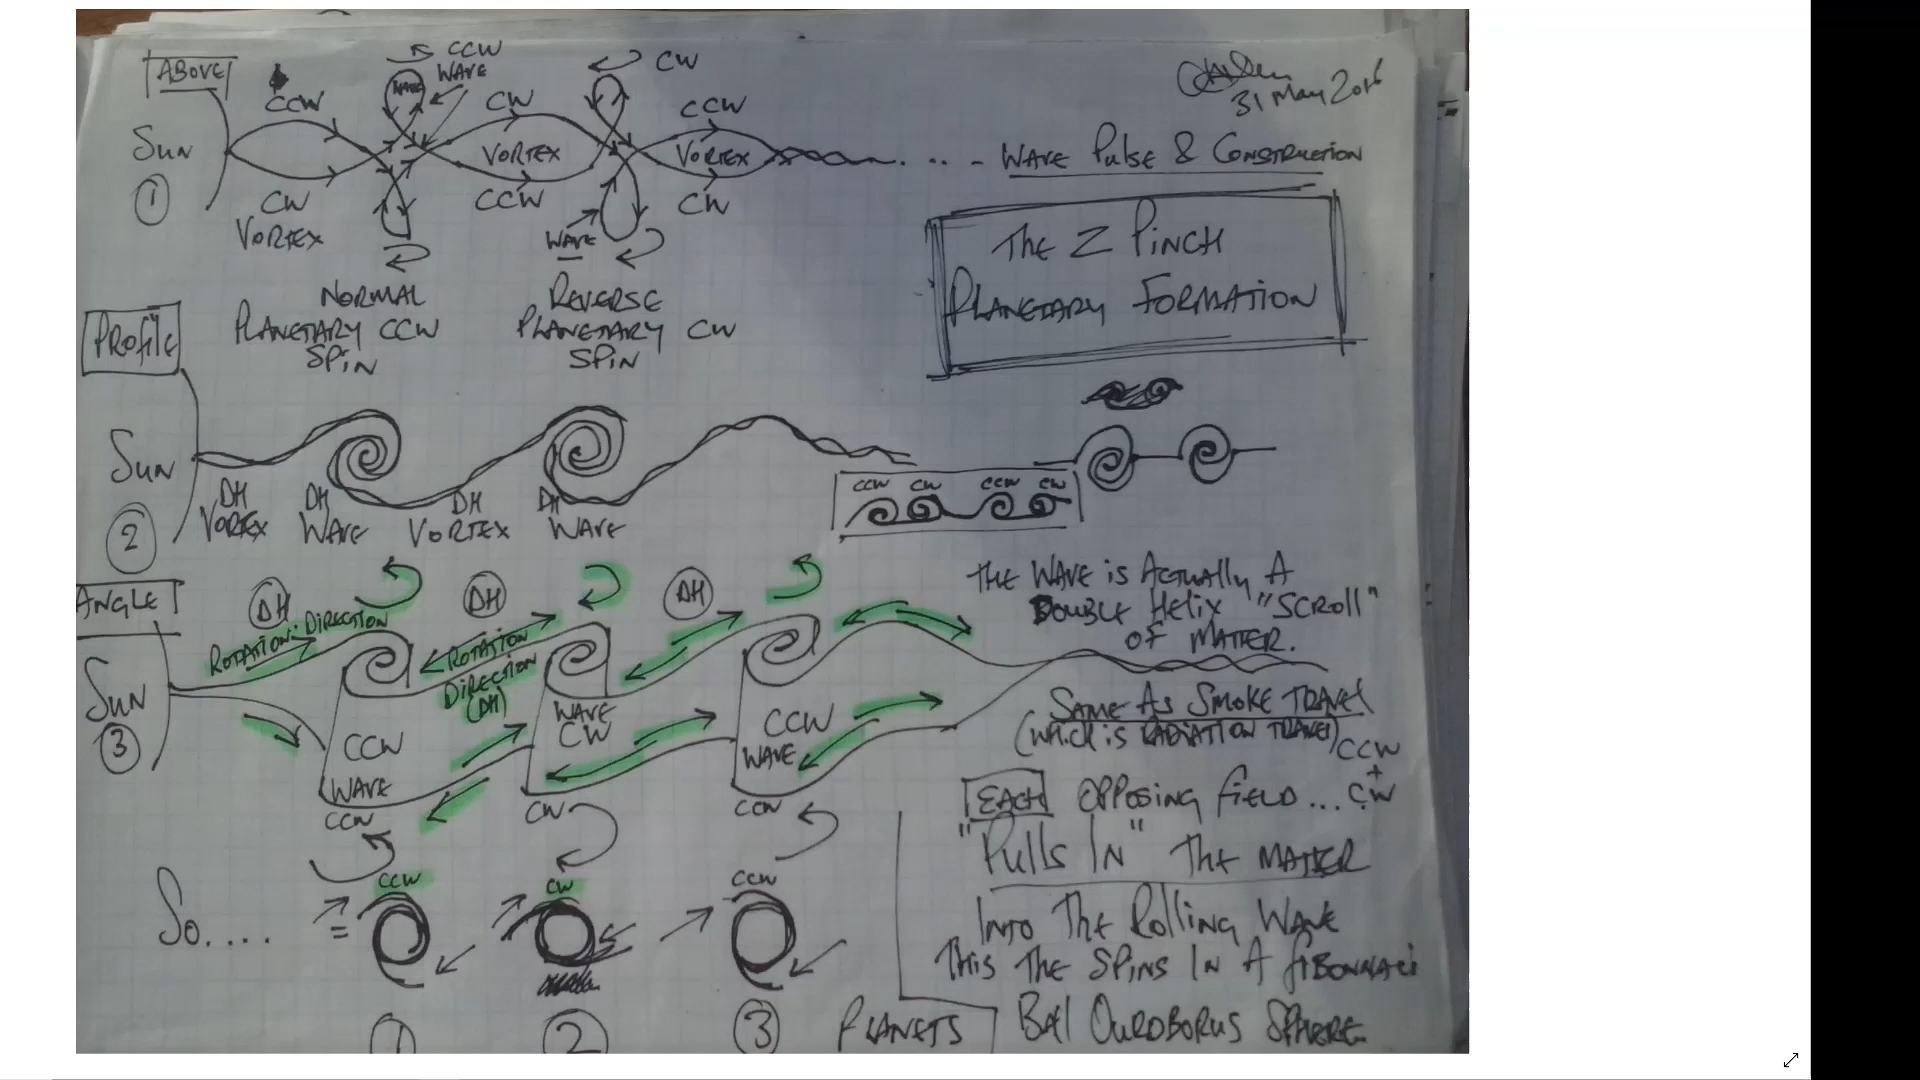 ABOVE
CCW
WAVE
CW
CCW
WAVE
CW
CCW
31 May 2016
SUN
VORTEX
VORTEX
WAVE Pulse & CONSTRUCTION
1
CW
VORTEX
CCW
CW
WAVE
THE Z PINCH
PLANETARY FORMATION
NORMAL
PLANETARY CCW
SPIN
REVERSE
PLANETARY CW
SPIN
PROFILE
SUN
2
DH
VORTEX
DH
WAVE
DH
VORTEX
DH
WAVE
CCW CW CCW CW
ANGLE
SUN
3
DH
DH
DH
ROTATION DIRECTION
ROTATION
DIRECTION
(DH)
THE WAVE is ACTUALLY A
DOUBLE HELIX "SCROLL"
OF MATTER.
SAME AS SMOKE TRAVEL
(WHICH is RADIATION TRAVEL)
CCW
WAVE
WAVE
CW
CCW
WAVE
CCW
CW
CCW
CCW
+
CW
EACH OPPOSING FIELD...
"Pulls IN" THE MATTER
INTO THE Rolling WAVE
THIS THE SPINS IN A FIBONNACI
BALL OUROBORUS SPHERE.
SO....
=
CCW
CW
CCW
1
2
3
PLANETS